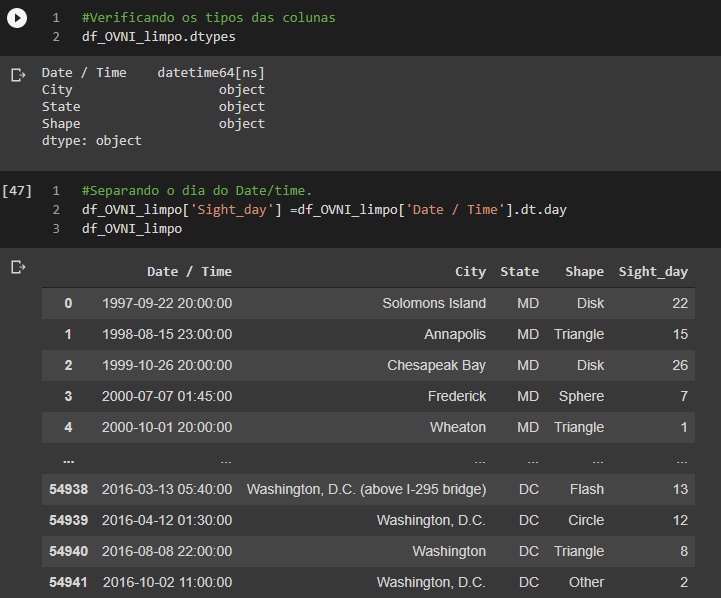 1 #Verificando os tipos das colunas
2 df_OVNI_limpo.dtypes
Date / Time datetime64[ns]
City object
State object
Shape object
dtype: object
[47] 1 #Separando o dia do Date/time.
2 df_OVNI_limpo['Sight_day'] =df_OVNI_limpo['Date / Time'].dt.day
3 df_OVNI_limpo
Date / Time City State Shape Sight_day
0 1997-09-22 20:00:00 Solomons Island MD Disk 22
1 1998-08-15 23:00:00 Annapolis MD Triangle 15
2 1999-10-26 20:00:00 Chesapeak Bay MD Disk 26
3 2000-07-07 01:45:00 Frederick MD Sphere 7
4 2000-10-01 20:00:00 Wheaton MD Triangle 1
... ... ... ... ... ...
54938 2016-03-13 05:40:00 Washington, D.C. (above I-295 bridge) DC Flash 13
54939 2016-04-12 01:30:00 Washington, D.C. DC Circle 12
54940 2016-08-08 22:00:00 Washington DC Triangle 8
54941 2016-10-02 11:00:00 Washington, D.C. DC Other 2